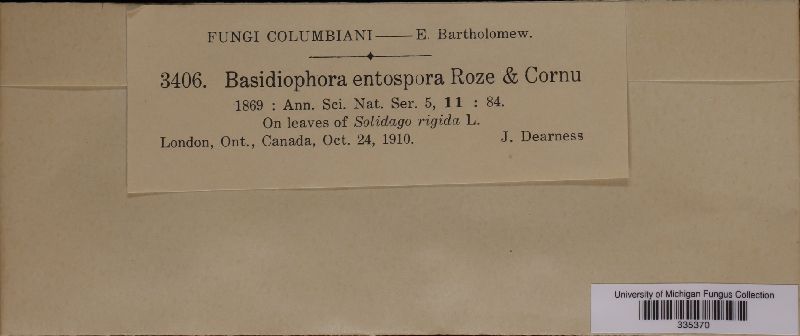 FUNGI COLUMBIANI—E. Bartholomew.
3406. Basidiophora entospora Roze & Cornu
1869 : Ann. Sci. Nat. Ser. 5, 11 : 84.
On leaves of Solidago rigida L.
London, Ont., Canada, Oct. 24, 1910. J. Dearness
University of Michigan Fungus Collection
335370